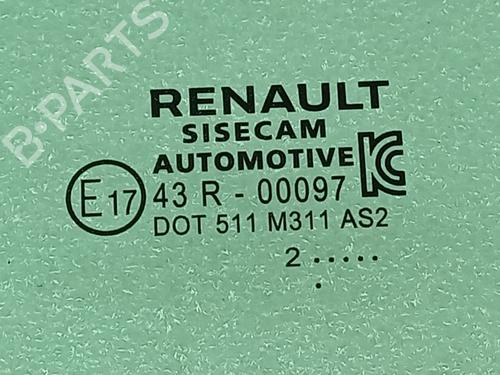 B-PARTS
RENAULT
SISECAM
AUTOMOTIVE
E17 43 R - 00097
DOT 511 M311 AS2
2 .....
.